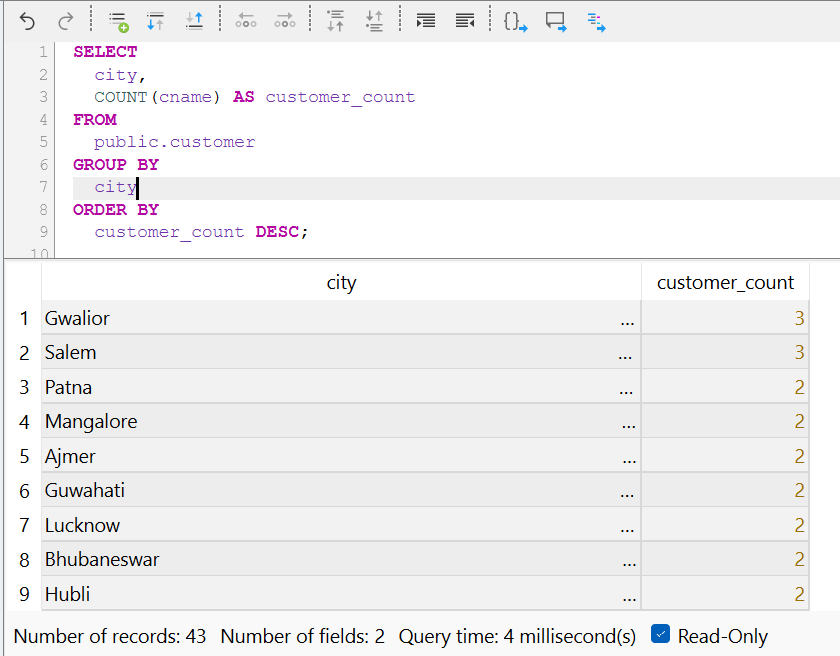 1 SELECT
2 city,
3 COUNT(cname) AS customer_count
4 FROM
5 public.customer
6 GROUP BY
7 city
8 ORDER BY
9 customer_count DESC;
10
city customer_count
1 Gwalior ... 3
2 Salem ... 3
3 Patna ... 2
4 Mangalore ... 2
5 Ajmer ... 2
6 Guwahati ... 2
7 Lucknow ... 2
8 Bhubaneswar ... 2
9 Hubli ... 2
Number of records: 43 Number of fields: 2 Query time: 4 millisecond(s) Read-Only